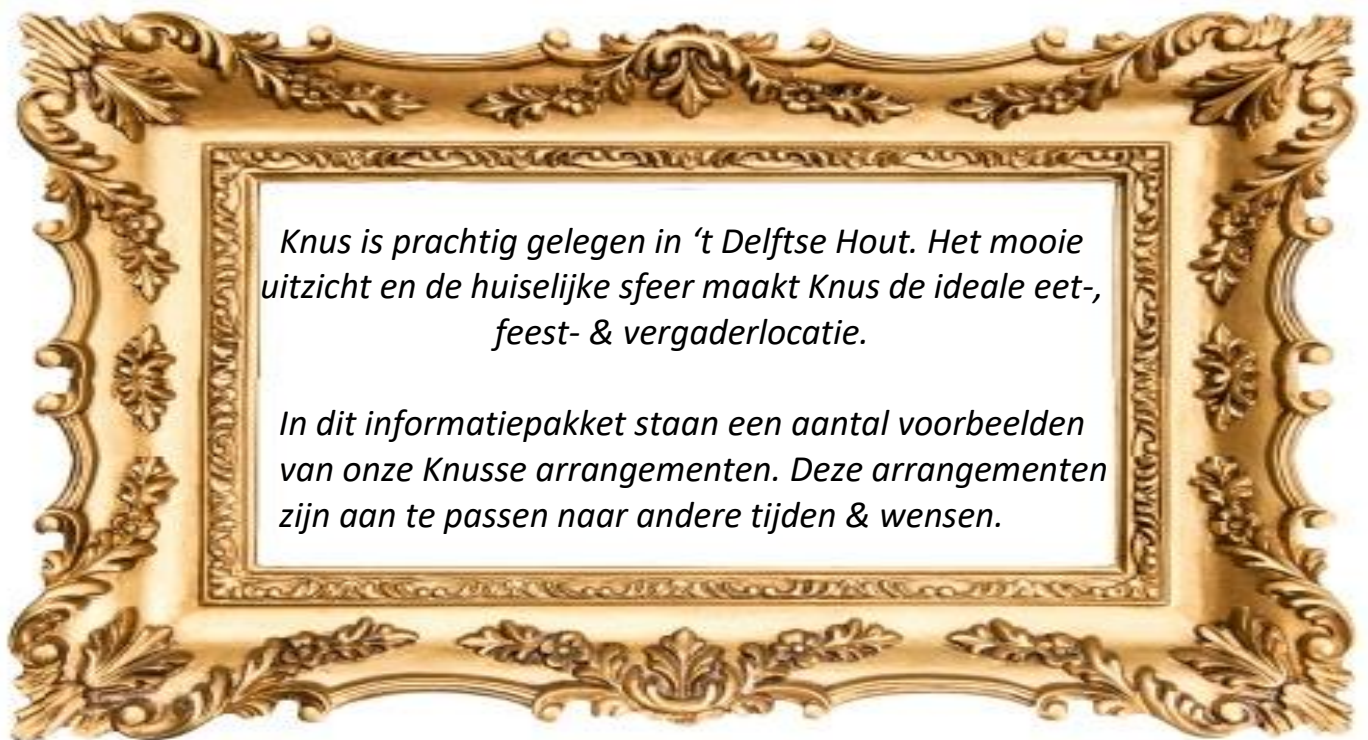 Knus is prachtig gelegen in ‘t Delftse Hout. Het mooie
uitzicht en de huiselijke sfeer maakt Knus de ideale eet-,
feest- & vergaderlocatie.
In dit informatiepakket staan een aantal voorbeelden
van onze Knusse arrangementen. Deze arrangementen
zijn aan te passen naar andere tijden & wensen.